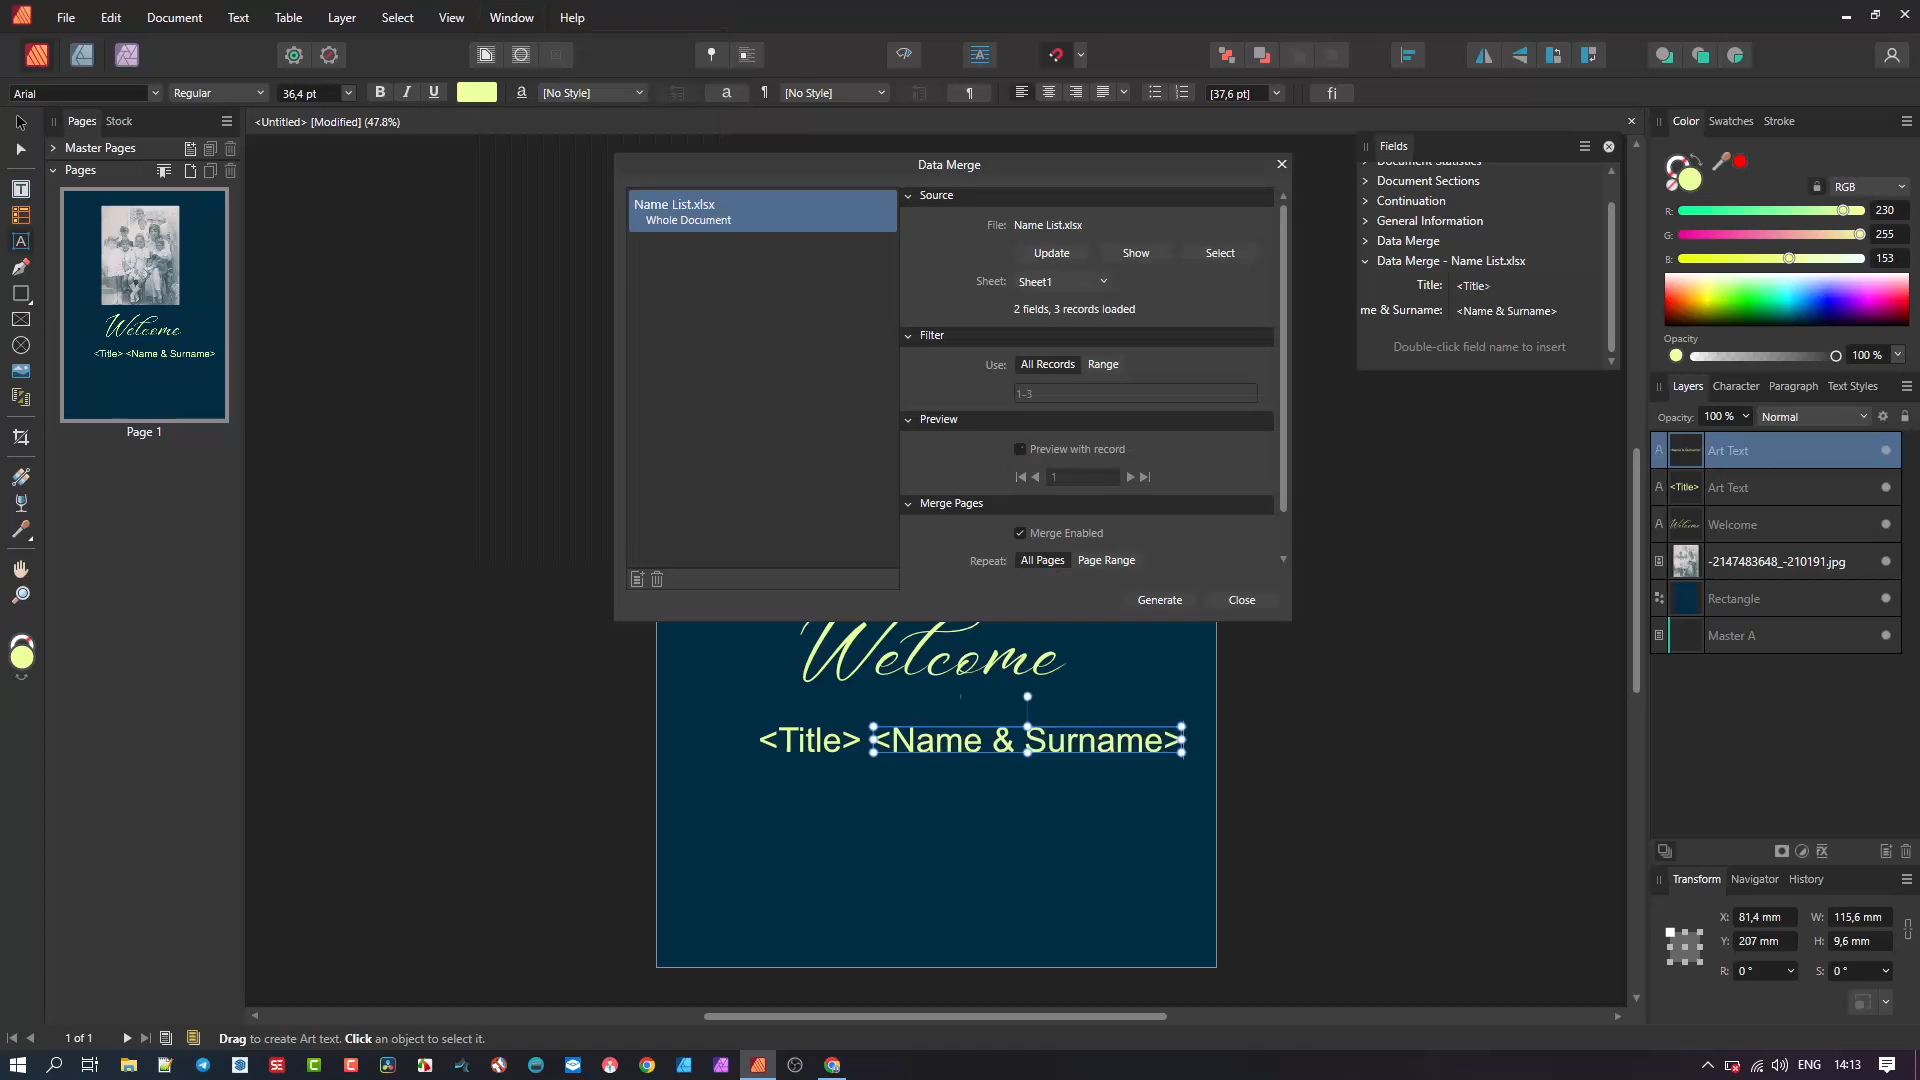 File Edit Document Text Table Layer Select View Window Help
Arial Regular 36,4 pt B I U a [No Style] a ¶ [No Style] ¶ [37,6 pt] fi
Pages Stock
Master Pages
Pages
Welcome
<Title> <Name & Surname>
Page 1
<Untitled> [Modified] (47.8%)
Data Merge
Name List.xlsx
Whole Document
Source
File: Name List.xlsx
Update Show Select
Sheet: Sheet1
2 fields, 3 records loaded
Filter
Use: All Records Range
1-3
Preview
Preview with record
1
Merge Pages
Merge Enabled
Repeat: All Pages Page Range
Generate Close
Welcome
<Title> <Name & Surname>
Fields
Document Statistics
Document Sections
Continuation
General Information
Data Merge
Data Merge - Name List.xlsx
Title: <Title>
me & Surname: <Name & Surname>
Double-click field name to insert
Color Swatches Stroke
RGB
R: 230
G: 255
B: 153
Opacity
100 %
Layers Character Paragraph Text Styles
Opacity: 100 % Normal
A <Name & Surname> Art Text
A <Title> Art Text
A Welcome Welcome
-2147483648_-210191.jpg
Rectangle
Master A
Transform Navigator History
X: 81,4 mm W: 115,6 mm
Y: 207 mm H: 9,6 mm
R: 0 ° S: 0 °
1 of 1 Drag to create Art text. Click an object to select it.
ENG 14:13